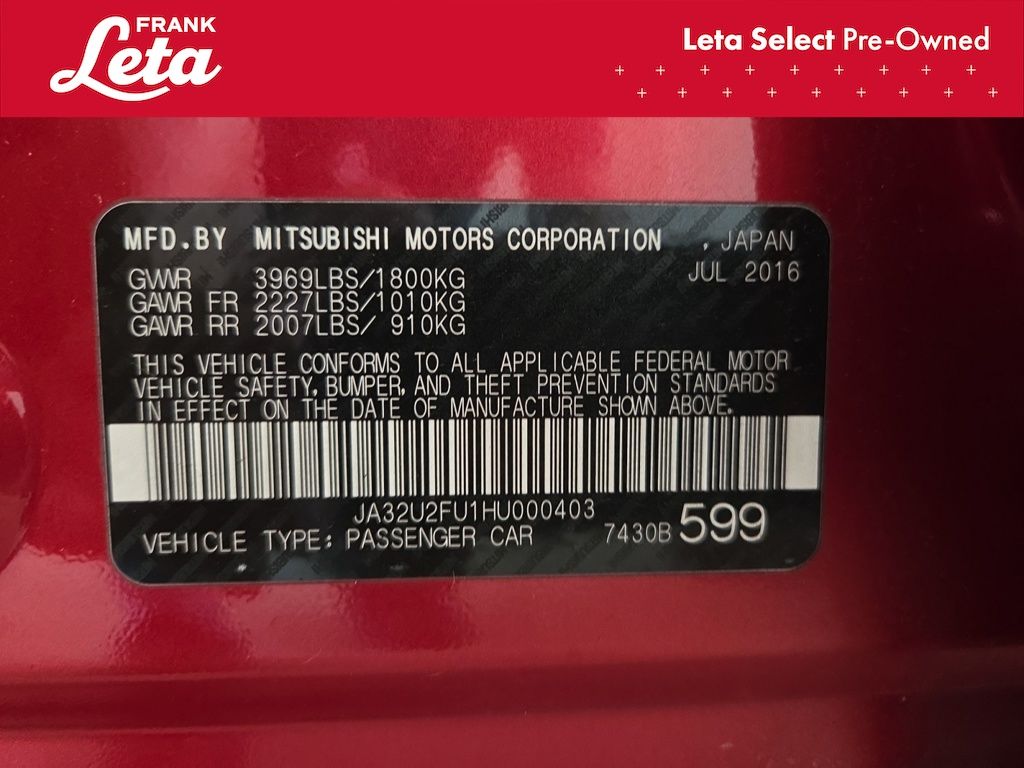 FRANK
Leta
Leta Select Pre-Owned
MFD.BY MITSUBISHI MOTORS CORPORATION , JAPAN
JUL 2016
GVWR 3969LBS/1800KG
GAWR FR 2227LBS/1010KG
GAWR RR 2007LBS/ 910KG
THIS VEHICLE CONFORMS TO ALL APPLICABLE FEDERAL MOTOR
VEHICLE SAFETY, BUMPER, AND THEFT PREVENTION STANDARDS
IN EFFECT ON THE DATE OF MANUFACTURE SHOWN ABOVE.
JA32U2FU1HU000403
VEHICLE TYPE: PASSENGER CAR 7430B 599